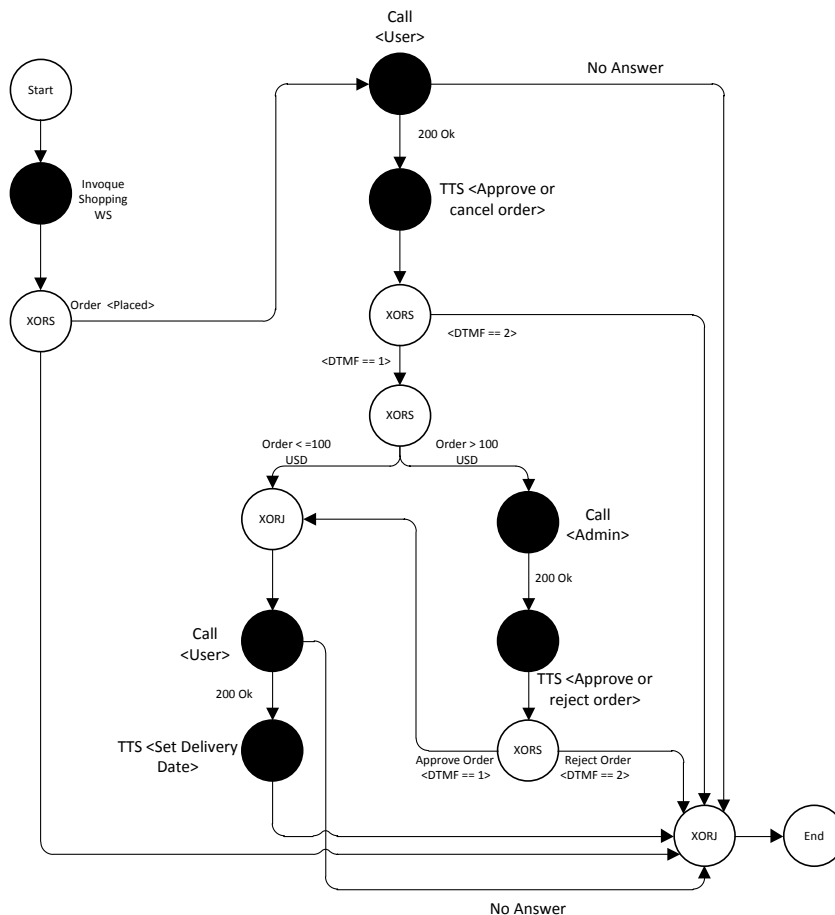 Call
<User>
No Answer
Start
200 Ok
Invoque
Shopping
WS
TTS <Approve or
cancel order>
Order <Placed>
XORS
XORS
<DTMF == 2>
<DTMF == 1>
XORS
Order < =100
USD
Order > 100
USD
XORJ
Call
<Admin>
200 Ok
Call
<User>
200 Ok
TTS <Approve or
reject order>
TTS <Set Delivery
Date>
XORS
Approve Order
<DTMF == 1>
Reject Order
<DTMF == 2>
XORJ
End
No Answer